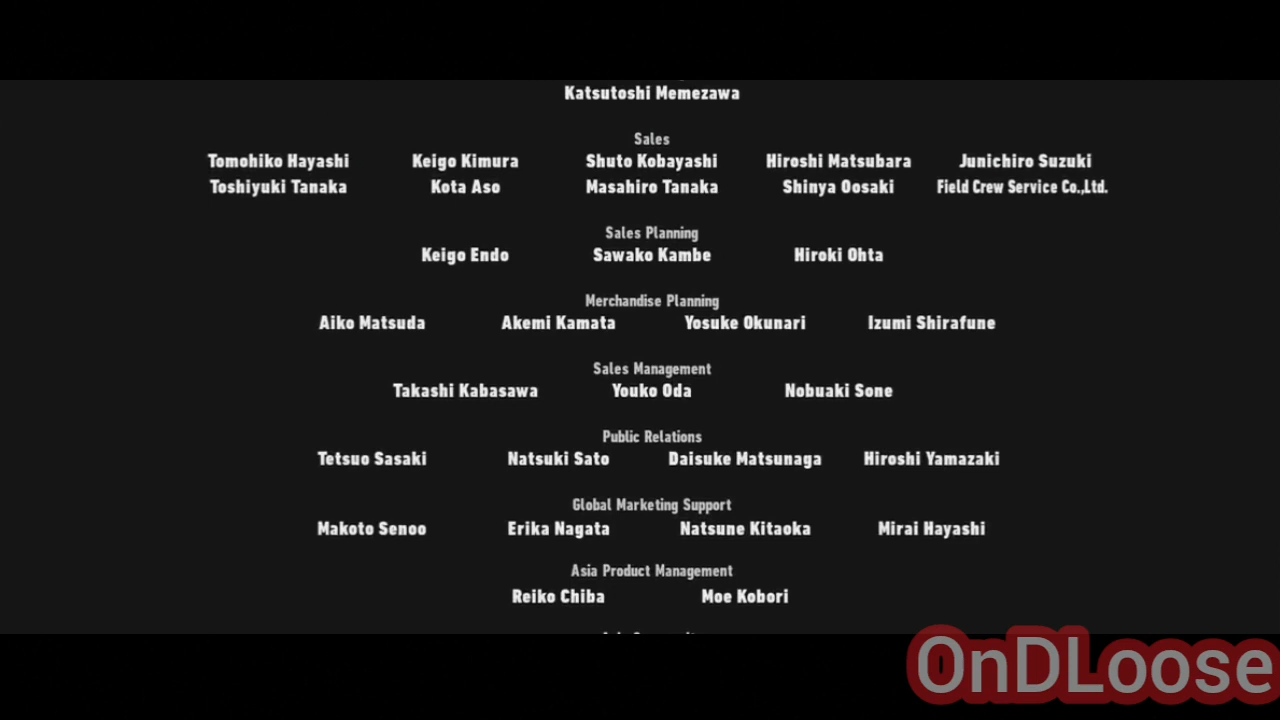 Katsutoshi Memezawa
Sales
Tomohiko Hayashi Keigo Kimura Shuto Kobayashi Hiroshi Matsubara Junichiro Suzuki
Toshiyuki Tanaka Kota Aso Masahiro Tanaka Shinya Oosaki Field Crew Service Co.,Ltd.
Sales Planning
Keigo Endo Sawako Kambe Hiroki Ohta
Merchandise Planning
Aiko Matsuda Akemi Kamata Yosuke Okunari Izumi Shirafune
Sales Management
Takashi Kabasawa Youko Oda Nobuaki Sone
Public Relations
Tetsuo Sasaki Natsuki Sato Daisuke Matsunaga Hiroshi Yamazaki
Global Marketing Support
Makoto Senoo Erika Nagata Natsune Kitaoka Mirai Hayashi
Asia Product Management
Reiko Chiba Moe Kobori
OnDLoose